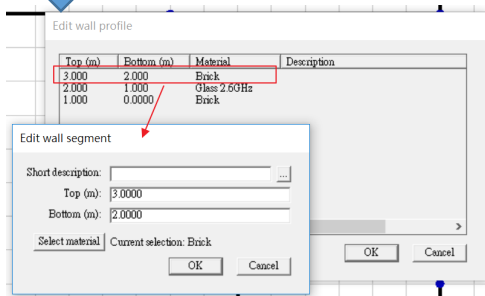 Edit wall profile
Top (m) Bottom (m) Material Description
3.000 2.000 Brick
2.000 1.000 Glass 2.6GHz
1.000 0.0000 Brick
Edit wall segment
Short description: ...
Top (m): 3.0000
Bottom (m): 2.0000
Select material Current selection: Brick
OK Cancel
OK Cancel